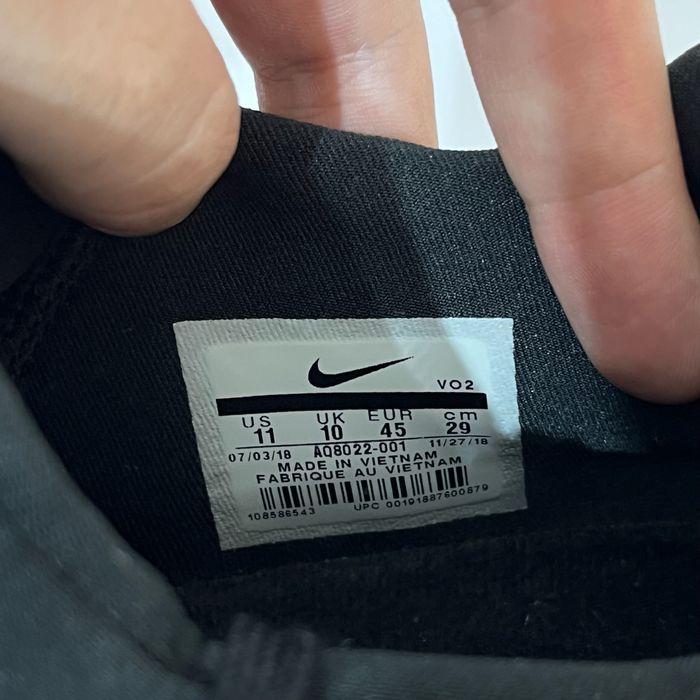 VO2
US UK EUR cm
11 10 45 29
07/03/18 AQ8022-001 11/27/18
MADE IN VIETNAM
FABRIQUE AU VIETNAM
108586543 UPC 00191887600879